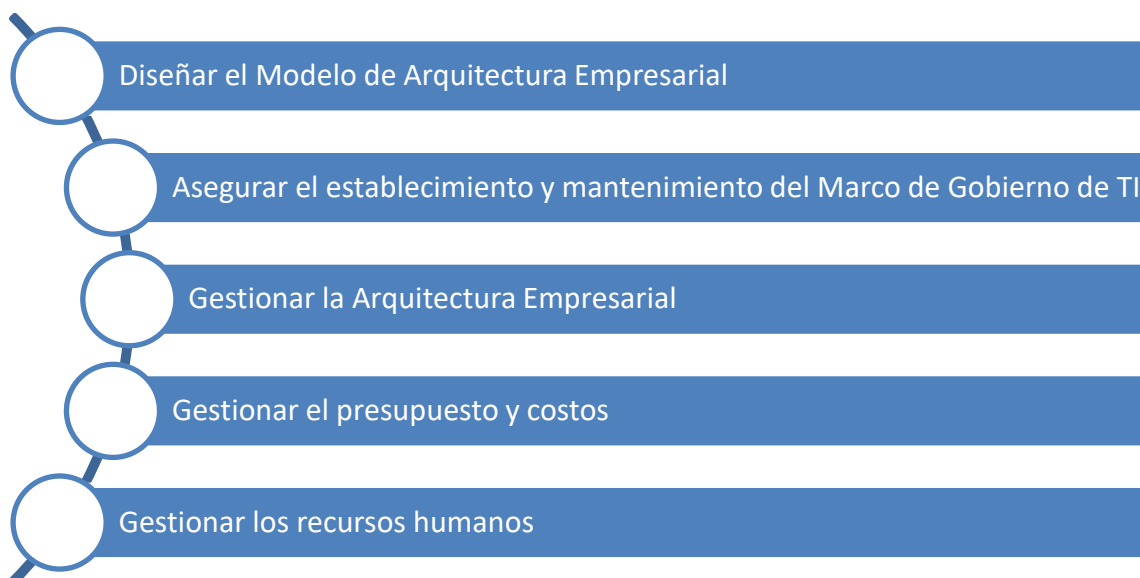 Diseñar el Modelo de Arquitectura Empresarial
Asegurar el establecimiento y mantenimiento del Marco de Gobierno de TI
Gestionar la Arquitectura Empresarial
Gestionar el presupuesto y costos
Gestionar los recursos humanos